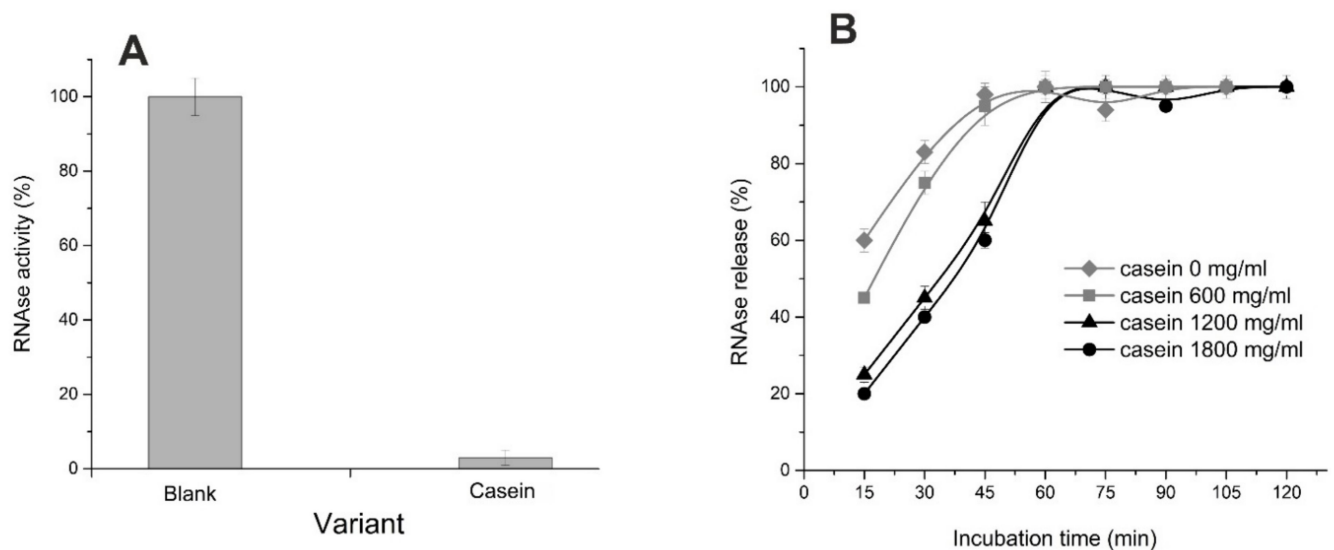 A
RNAse activity (%)
100
80
60
40
20
0
Blank
Casein
Variant
B
RNAse release (%)
100
80
60
40
20
0
casein 0 mg/ml
casein 600 mg/ml
casein 1200 mg/ml
casein 1800 mg/ml
0 15 30 45 60 75 90 105 120
Incubation time (min)